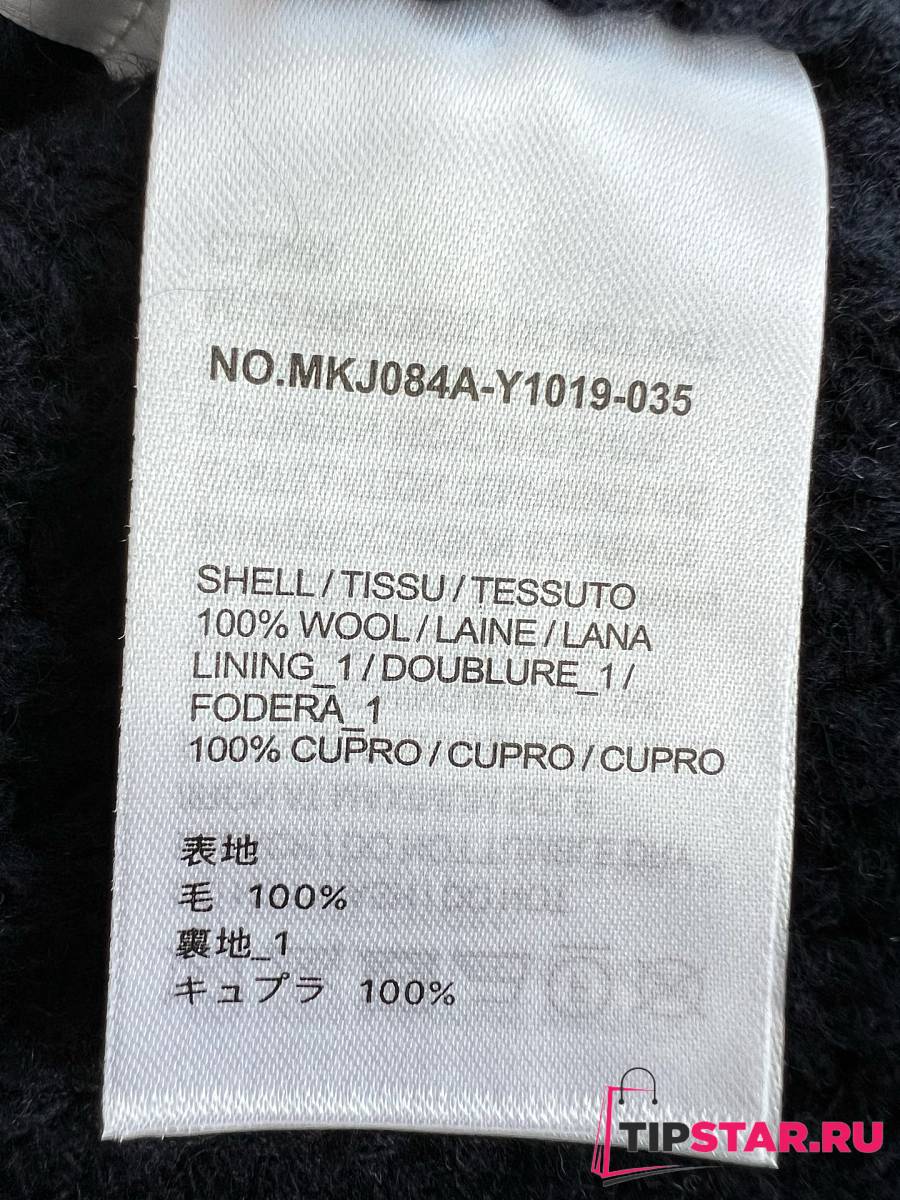 NO.MKJ084A-Y1019-035
SHELL/TISSU/TESSUTO
100% WOOL/LAINE/LANA
LINING_1/DOUBLURE_1/
FODERA_1
100% CUPRO/CUPRO/CUPRO
表地
毛 100%
裏地_1
キュプラ 100%
TIPSTAR.RU